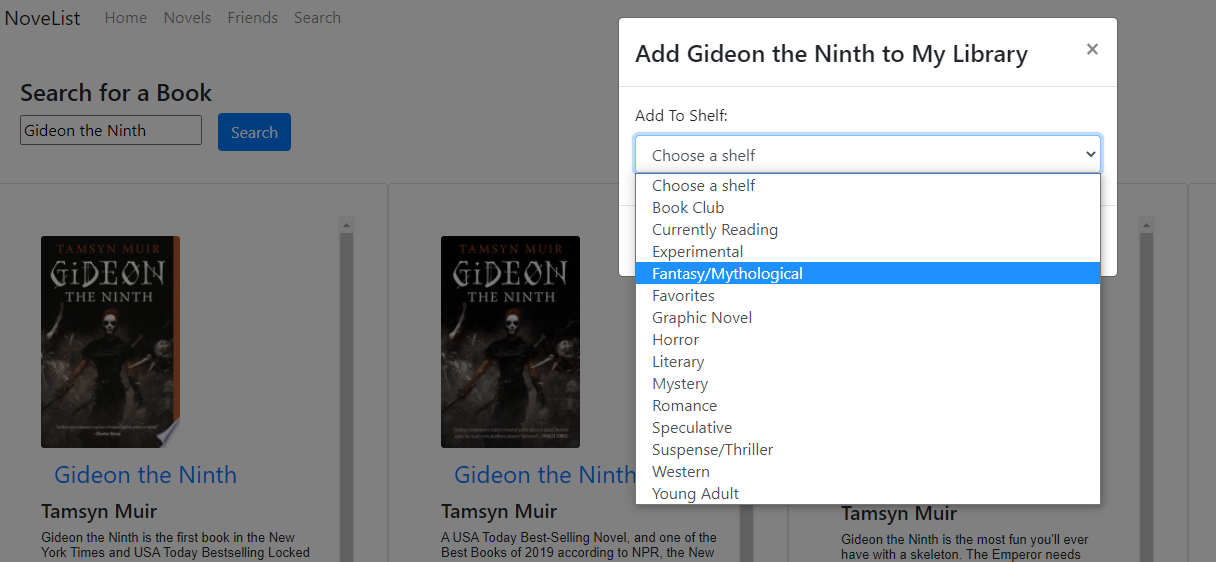 NoveList Home Novels Friends Search
Search for a Book
Gideon the Ninth Search
Add Gideon the Ninth to My Library ×
Add To Shelf:
Choose a shelf
Choose a shelf
Book Club
Currently Reading
Experimental
Fantasy/Mythological
Favorites
Graphic Novel
Horror
Literary
Mystery
Romance
Speculative
Suspense/Thriller
Western
Young Adult
TAMSYN MUIR
GIDEON
THE NINTH
Gideon the Ninth
Tamsyn Muir
Gideon the Ninth is the first book in the New
York Times and USA Today Bestselling Locked
TAMSYN MUIR
GIDEON
THE NINTH
Gideon the Ninth
Tamsyn Muir
A USA Today Best-Selling Novel, and one of the
Best Books of 2019 according to NPR, the New
Tamsyn Muir
Gideon the Ninth is the most fun you'll ever
have with a skeleton. The Emperor needs